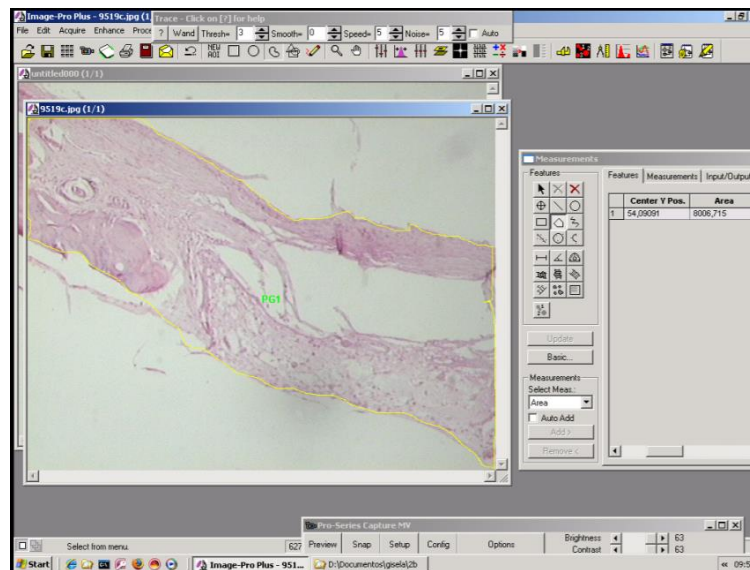 Image-Pro Plus - 9519c.jpg (1/
Trace - Click on [?] for help
File Edit Acquire Enhance Proce
? Wand Thresh= 3 Smooth= 0 Speed= 5 Noise= 5 Auto
NEW AOI
untitled000 (1/1)
9519c.jpg (1/1)
PG1
Measurements
Features
Features Measurements Input/Output
Center Y Pos. Area
1 54,09091 8006,715
Update
Basic...
Measurements
Select Meas.:
Area
Auto Add
Add >
Remove <
Pro-Series Capture MV
Select from menu.
627
Preview Snap Setup Config Options
Brightness 63
Contrast 63
Start
Image-Pro Plus - 951...
D:\Documentos\gisela\2b
« 09:5